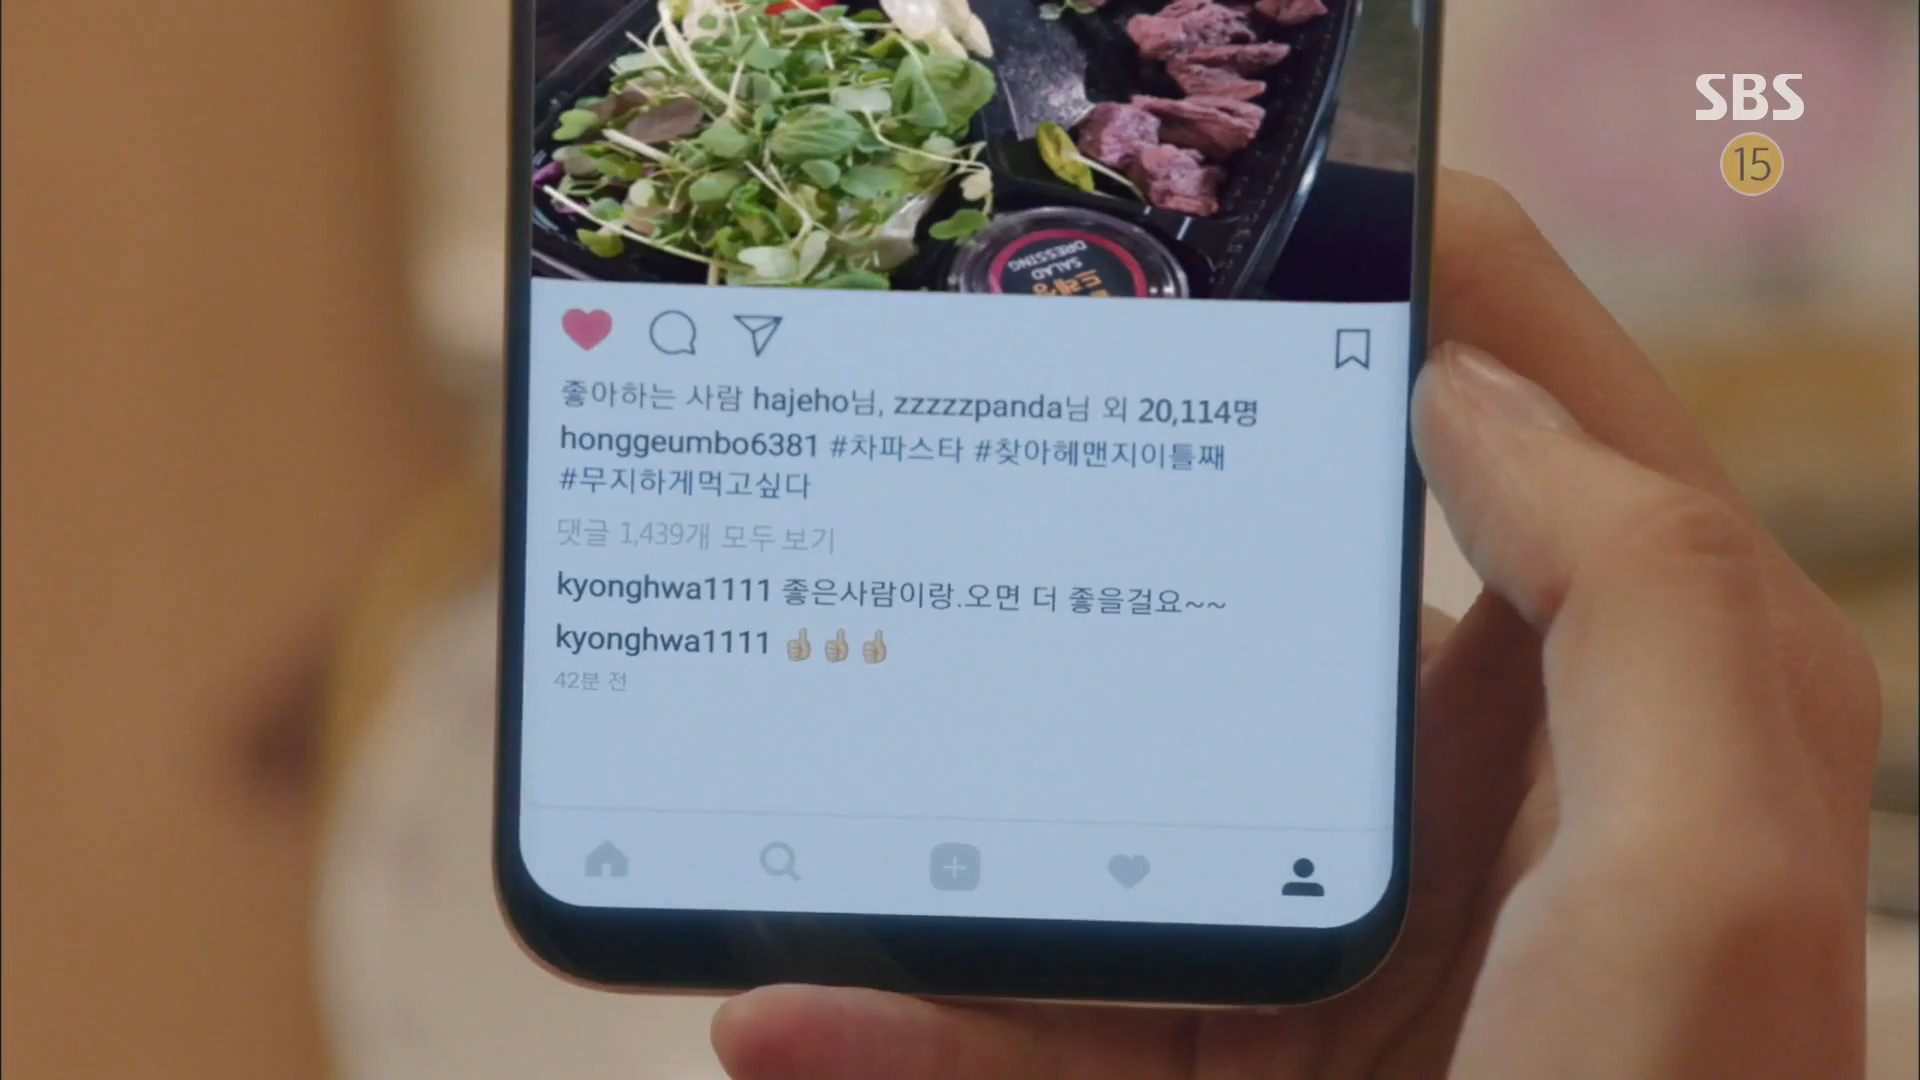 SBS
15
SALAD
DRESSING
좋아하는 사람 hajeho님, zzzzzpanda님 외 20,114명
honggeumbo6381 #차파스타 #찾아헤맨지이틀째
#무지하게먹고싶다
댓글 1,439개 모두 보기
kyonghwa1111 좋은사람이랑.오면 더 좋을걸요~~
kyonghwa1111 👍👍👍
42분 전